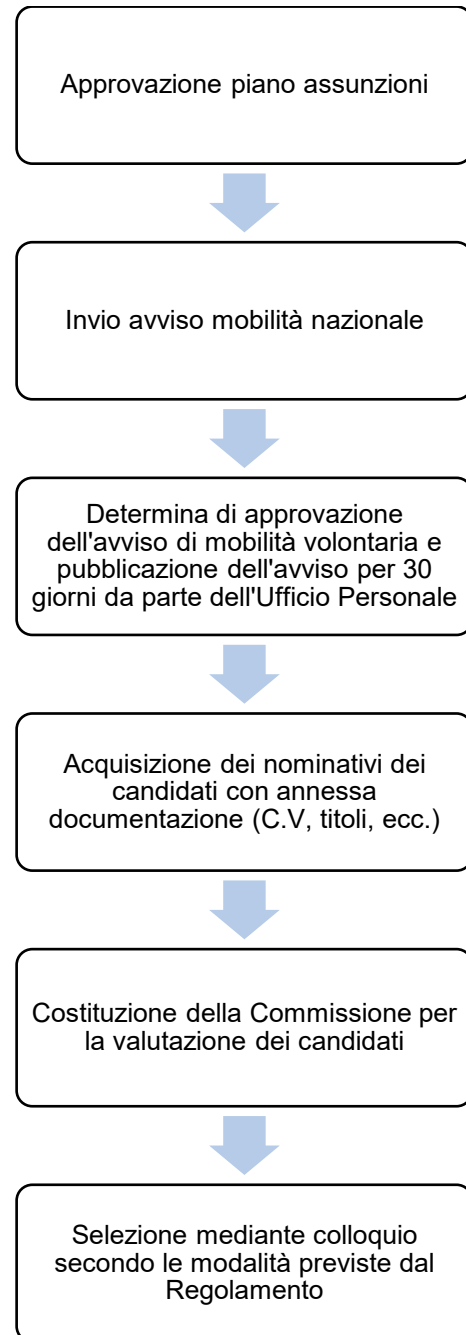 Approvazione piano assunzioni
Invio avviso mobilità nazionale
Determina di approvazione
dell'avviso di mobilità volontaria e
pubblicazione dell'avviso per 30
giorni da parte dell'Ufficio Personale
Acquisizione dei nominativi dei
candidati con annessa
documentazione (C.V, titoli, ecc.)
Costituzione della Commissione per
la valutazione dei candidati
Selezione mediante colloquio
secondo le modalità previste dal
Regolamento